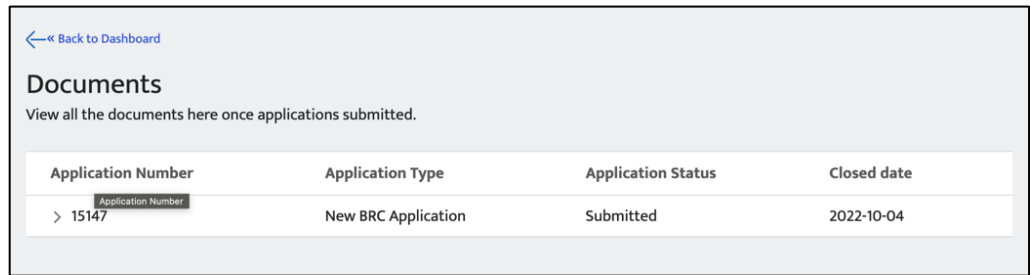 « Back to Dashboard
Documents
View all the documents here once applications submitted.
Application Number Application Type Application Status Closed date
Application Number
15147 New BRC Application Submitted 2022-10-04